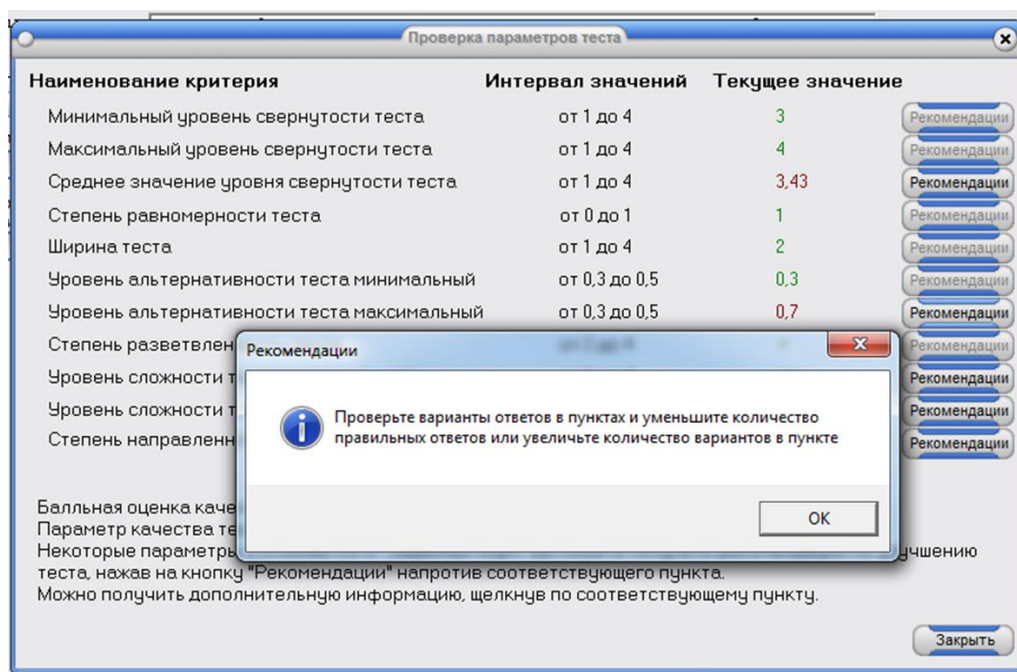 Проверка параметров теста
Наименование критерия Интервал значений Текущее значение
Минимальный уровень свернутости теста от 1 до 4 3 Рекомендации
Максимальный уровень свернутости теста от 1 до 4 4 Рекомендации
Среднее значение уровня свернутости теста от 1 до 4 3,43 Рекомендации
Степень равномерности теста от 0 до 1 1 Рекомендации
Ширина теста от 1 до 4 2 Рекомендации
Уровень альтернативности теста минимальный от 0,3 до 0,5 0,3 Рекомендации
Уровень альтернативности теста максимальный от 0,3 до 0,5 0,7 Рекомендации
Степень Рекомендации
Уровень сложности Рекомендации
Уровень сложности Рекомендации
Степень Рекомендации
Рекомендации
Проверьте варианты ответов в пунктах и уменьшите количество
правильных ответов или увеличьте количество вариантов в пункте
OK
Балльная оценка
Параметр качества
Некоторые параметры
теста, нажав на кнопку "Рекомендации" напротив соответствующего пункта.
Можно получить дополнительную информацию, щелкнув по соответствующему пункту.
Закрыть